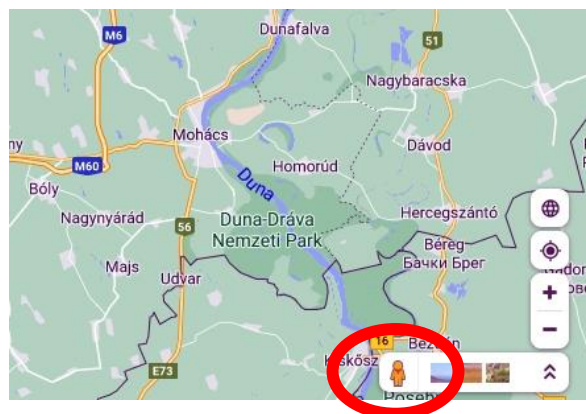 M6
Dunafalva
51
Nagybaracska
Mohács
Dávod
M60
Homorúd
Bóly
Duna
Nagynyárád
56
Duna-Dráva
Nemzeti Park
Hercegszántó
Béreg
Бачки Брег
Majs
Udvar
16
E73